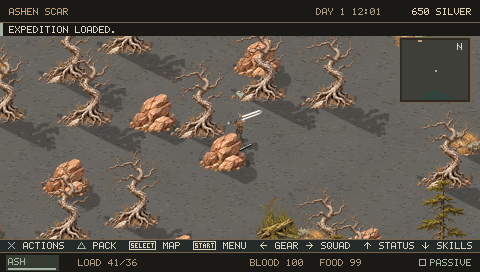 ASHEN SCAR DAY 1 12:01 650 SILVER
EXPEDITION LOADED.
N
ACTIONS PACK SELECT MAP START MENU ← GEAR → SQUAD ↑ STATUS ↓ SKILLS
ASH LOAD 41/36 BLOOD 100 FOOD 99 PASSIVE